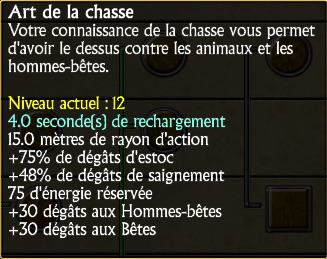 Art de la chasse
Votre connaissance de la chasse vous permet
d'avoir le dessus contre les animaux et les
hommes-bêtes.
Niveau actuel : 12
4.0 seconde(s) de rechargement
15.0 mètres de rayon d'action
+75% de dégâts d'estoc
+48% de dégâts de saignement
75 d'énergie réservée
+30 dégâts aux Hommes-bêtes
+30 dégâts aux Bêtes